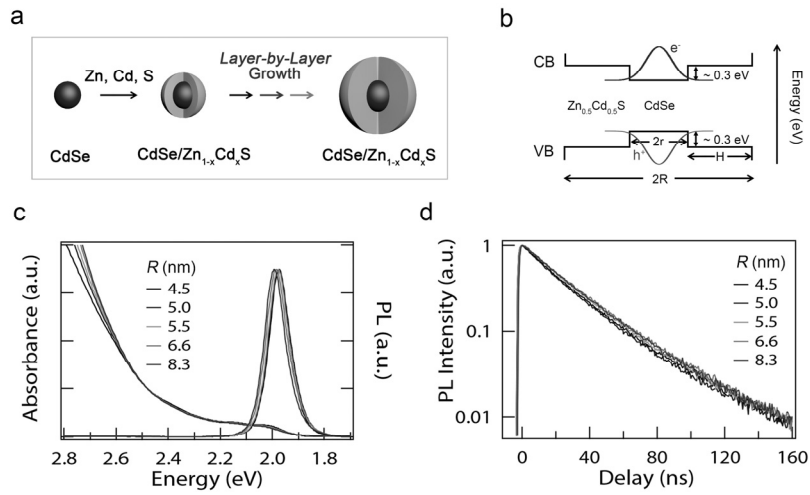 a
Zn, Cd, S
Layer-by-Layer
Growth
CdSe
CdSe/Zn₁₋ₓCdₓS
CdSe/Zn₁₋ₓCdₓS
b
CB
e⁻
~ 0.3 eV
Zn₀.₅Cd₀.₅S
CdSe
VB
h⁺
2r
~ 0.3 eV
H
2R
Energy (eV)
c
Absorbance (a.u.)
R (nm)
4.5
5.0
5.5
6.6
8.3
PL (a.u.)
2.8 2.6 2.4 2.2 2.0 1.8
Energy (eV)
d
PL Intensity (a.u.)
1
0.1
0.01
R (nm)
4.5
5.0
5.5
6.6
8.3
0 40 80 120 160
Delay (ns)